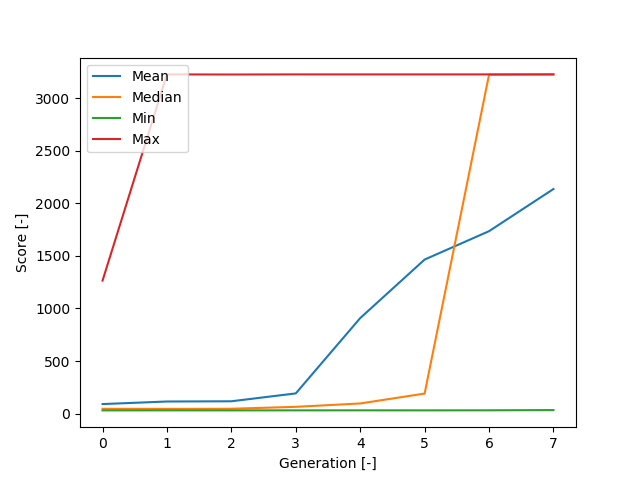 Mean
Median
Min
Max
3000
2500
2000
1500
1000
500
0
Score [-]
0 1 2 3 4 5 6 7
Generation [-]